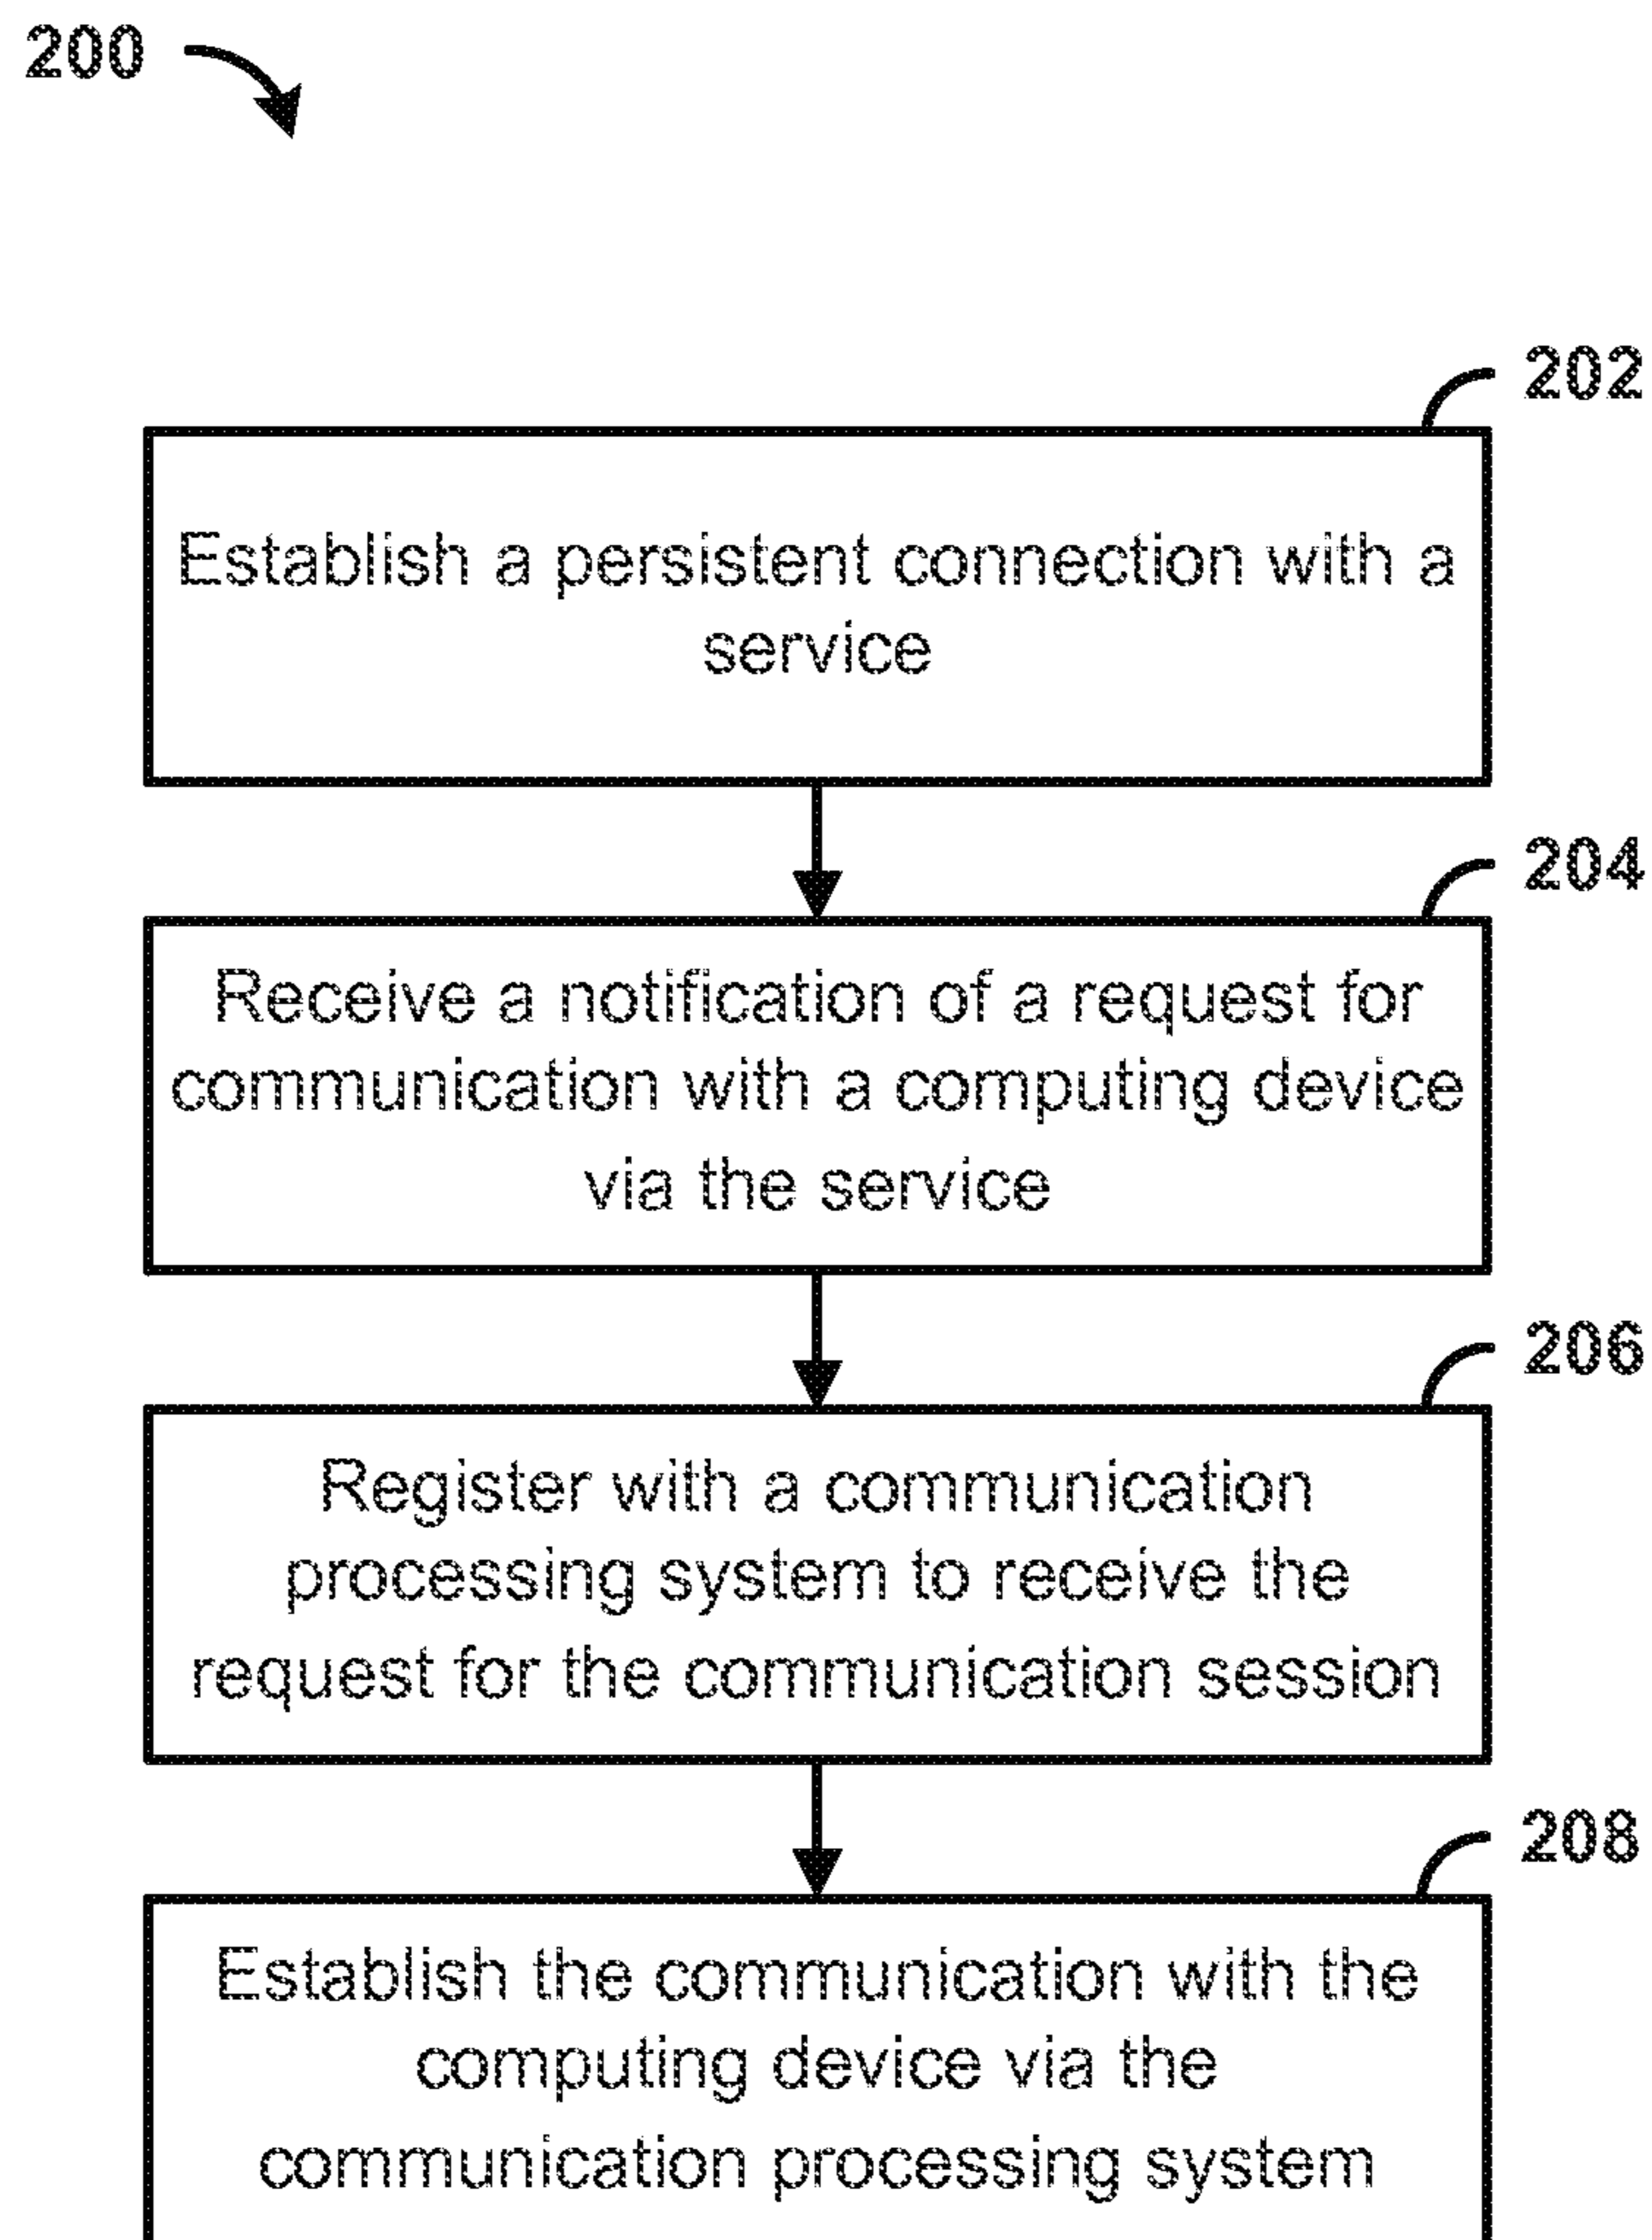 200
202
Establish a persistent connection with a
service
204
Receive a notification of a request for
communication with a computing device
via the service
206
Register with a communication
processing system to receive the
request for the communication session
208
Establish the communication with the
computing device via the
communication processing system